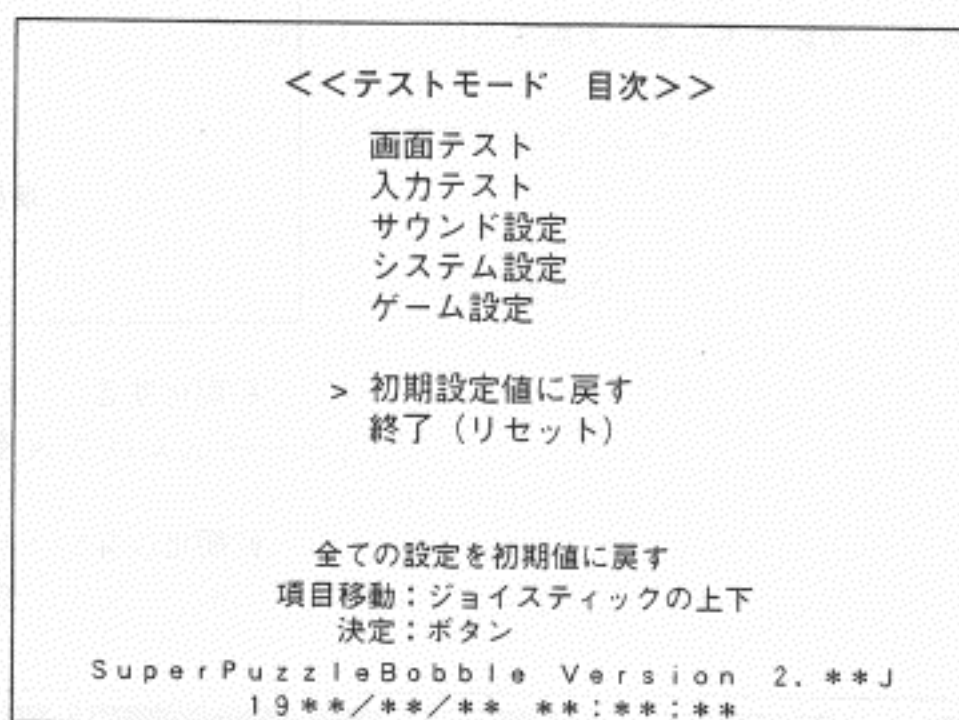 <<テストモード　目次>>
画面テスト
入力テスト
サウンド設定
システム設定
ゲーム設定
> 初期設定値に戻す
終了（リセット）
全ての設定を初期値に戻す
項目移動：ジョイスティックの上下
決定：ボタン
SuperPuzzleBobble Version 2.**J
19**/**/** **:**:**